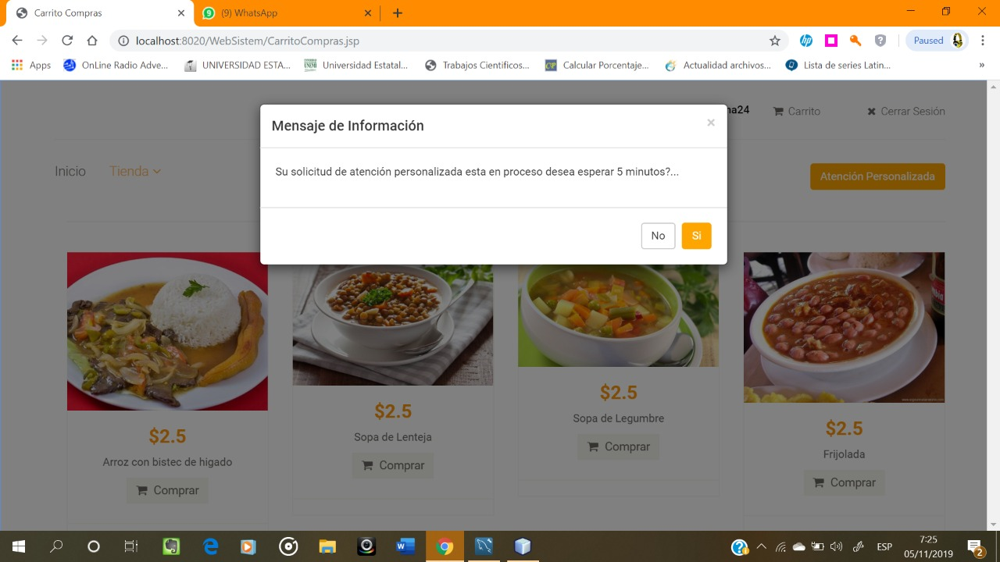 Carrito Compras
(9) WhatsApp
localhost:8020/WebSistem/CarritoCompras.jsp
Paused
Apps
OnLine Radio Adve...
UNIVERSIDAD ESTA...
Universidad Estatal...
Trabajos Cientificos...
Calcular Porcentaje...
Actualidad archivos...
Lista de series Latin...
»
na24
Carrito
Cerrar Sesión
Mensaje de Información
×
Inicio
Tienda
Atención Personalizada
Su solicitud de atención personalizada esta en proceso desea esperar 5 minutos?...
No
Si
$2.5
Arroz con bistec de higado
Comprar
$2.5
Sopa de Lenteja
Comprar
$2.5
Sopa de Legumbre
Comprar
$2.5
Frijolada
Comprar
ESP
7:25
05/11/2019
2